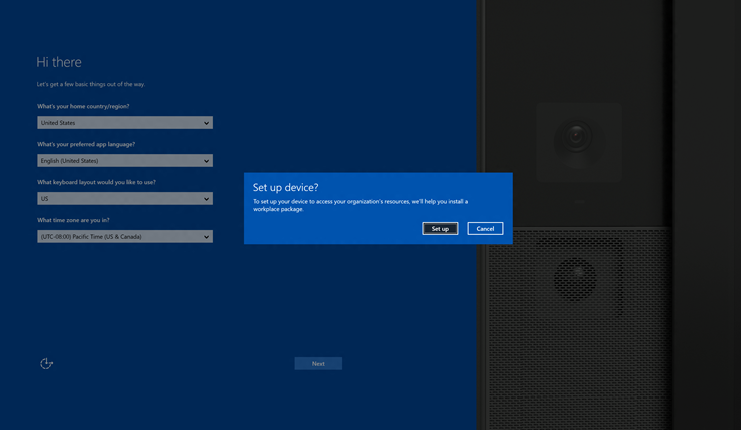 Hi there
Let's get a few basic things out of the way.
What's your home country/region?
United States
What's your preferred app language?
English (United States)
What keyboard layout would you like to use?
US
What time zone are you in?
(UTC-08:00) Pacific Time (US & Canada)
Set up device?
To set up your device to access your organization's resources, we'll help you install a
workplace package.
Set up
Cancel
Next